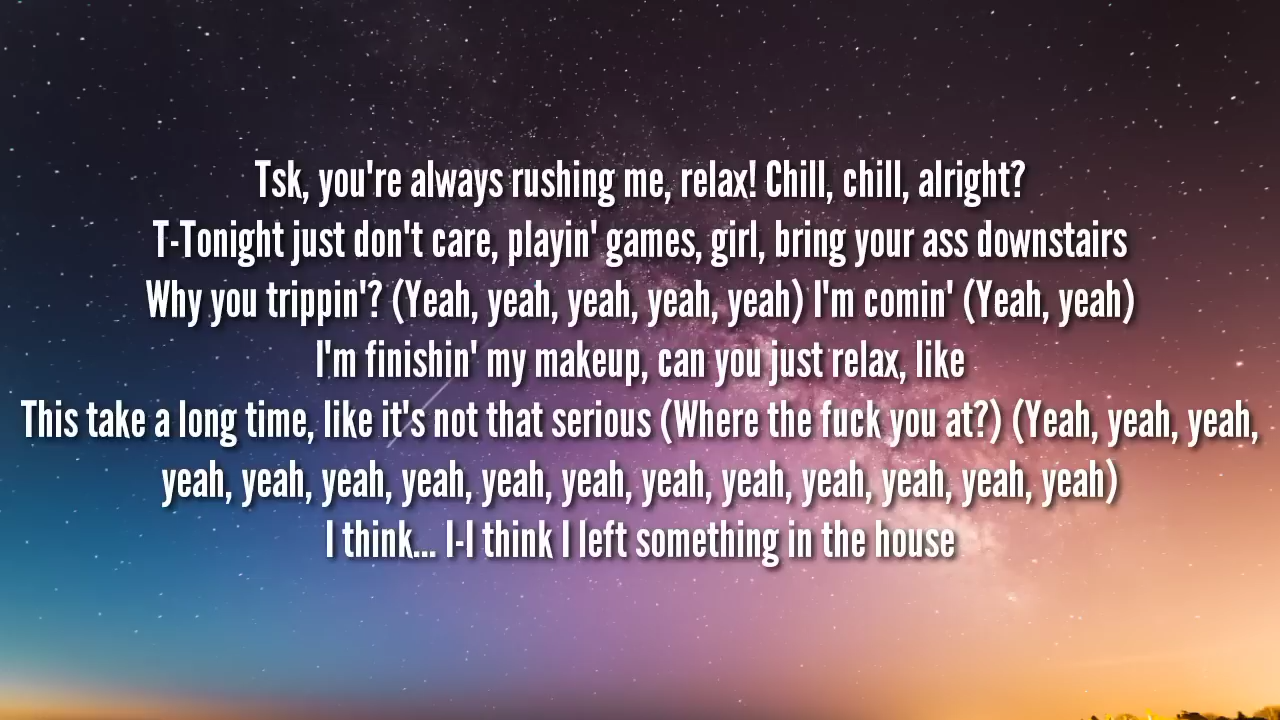 Tsk, you're always rushing me, relax! Chill, chill, alright?
T-Tonight just don't care, playin' games, girl, bring your ass downstairs
Why you trippin'? (Yeah, yeah, yeah, yeah, yeah) I'm comin' (Yeah, yeah)
I'm finishin' my makeup, can you just relax, like
This take a long time, like it's not that serious (Where the fuck you at?) (Yeah, yeah, yeah,
yeah, yeah, yeah, yeah, yeah, yeah, yeah, yeah, yeah, yeah, yeah, yeah)
I think... I-I think I left something in the house